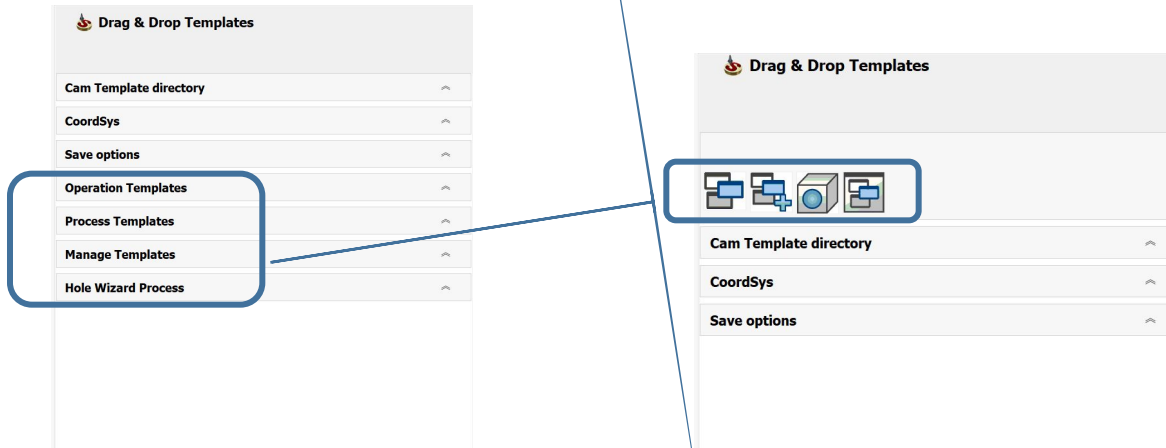 Drag & Drop Templates
Cam Template directory
CoordSys
Save options
Operation Templates
Process Templates
Manage Templates
Hole Wizard Process
Drag & Drop Templates
Cam Template directory
CoordSys
Save options